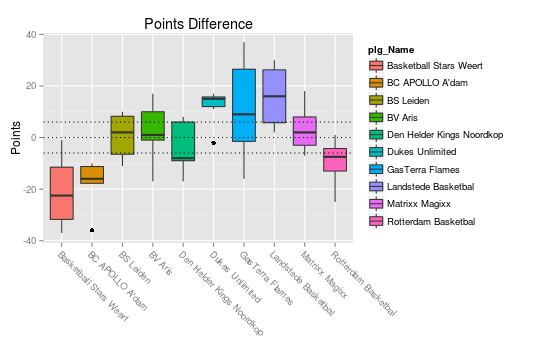 Points Difference
Points
40
20
0
-20
-40
Basketball Stars Weert
BC APOLLO A'dam
BS Leiden
BV Aris
Den Helder Kings Noordkop
Dukes Unlimited
GasTerra Flames
Landstede Basketbal
Matrixx Magixx
Rotterdam Basketbal
plg_Name
Basketball Stars Weert
BC APOLLO A'dam
BS Leiden
BV Aris
Den Helder Kings Noordkop
Dukes Unlimited
GasTerra Flames
Landstede Basketbal
Matrixx Magixx
Rotterdam Basketbal